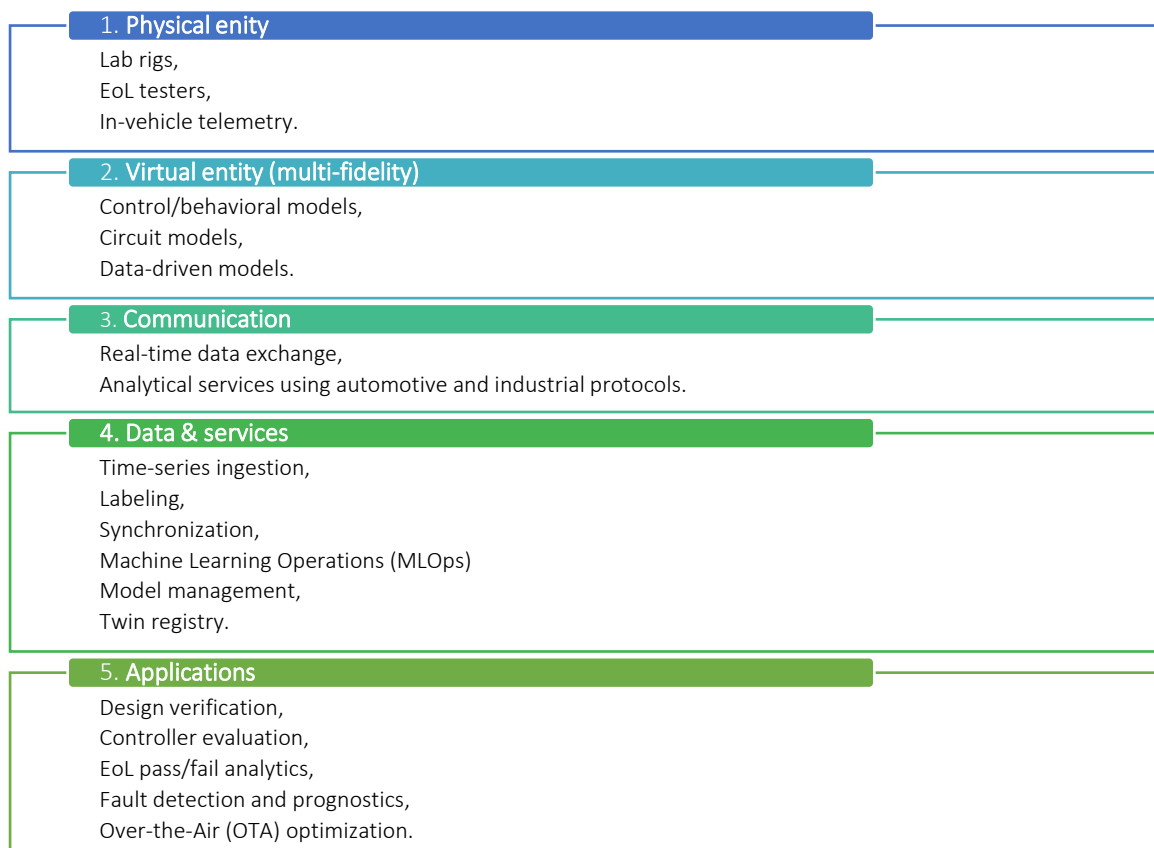 1. Physical enity
Lab rigs,
EoL testers,
In-vehicle telemetry.
2. Virtual entity (multi-fidelity)
Control/behavioral models,
Circuit models,
Data-driven models.
3. Communication
Real-time data exchange,
Analytical services using automotive and industrial protocols.
4. Data & services
Time-series ingestion,
Labeling,
Synchronization,
Machine Learning Operations (MLOps)
Model management,
Twin registry.
5. Applications
Design verification,
Controller evaluation,
EoL pass/fail analytics,
Fault detection and prognostics,
Over-the-Air (OTA) optimization.